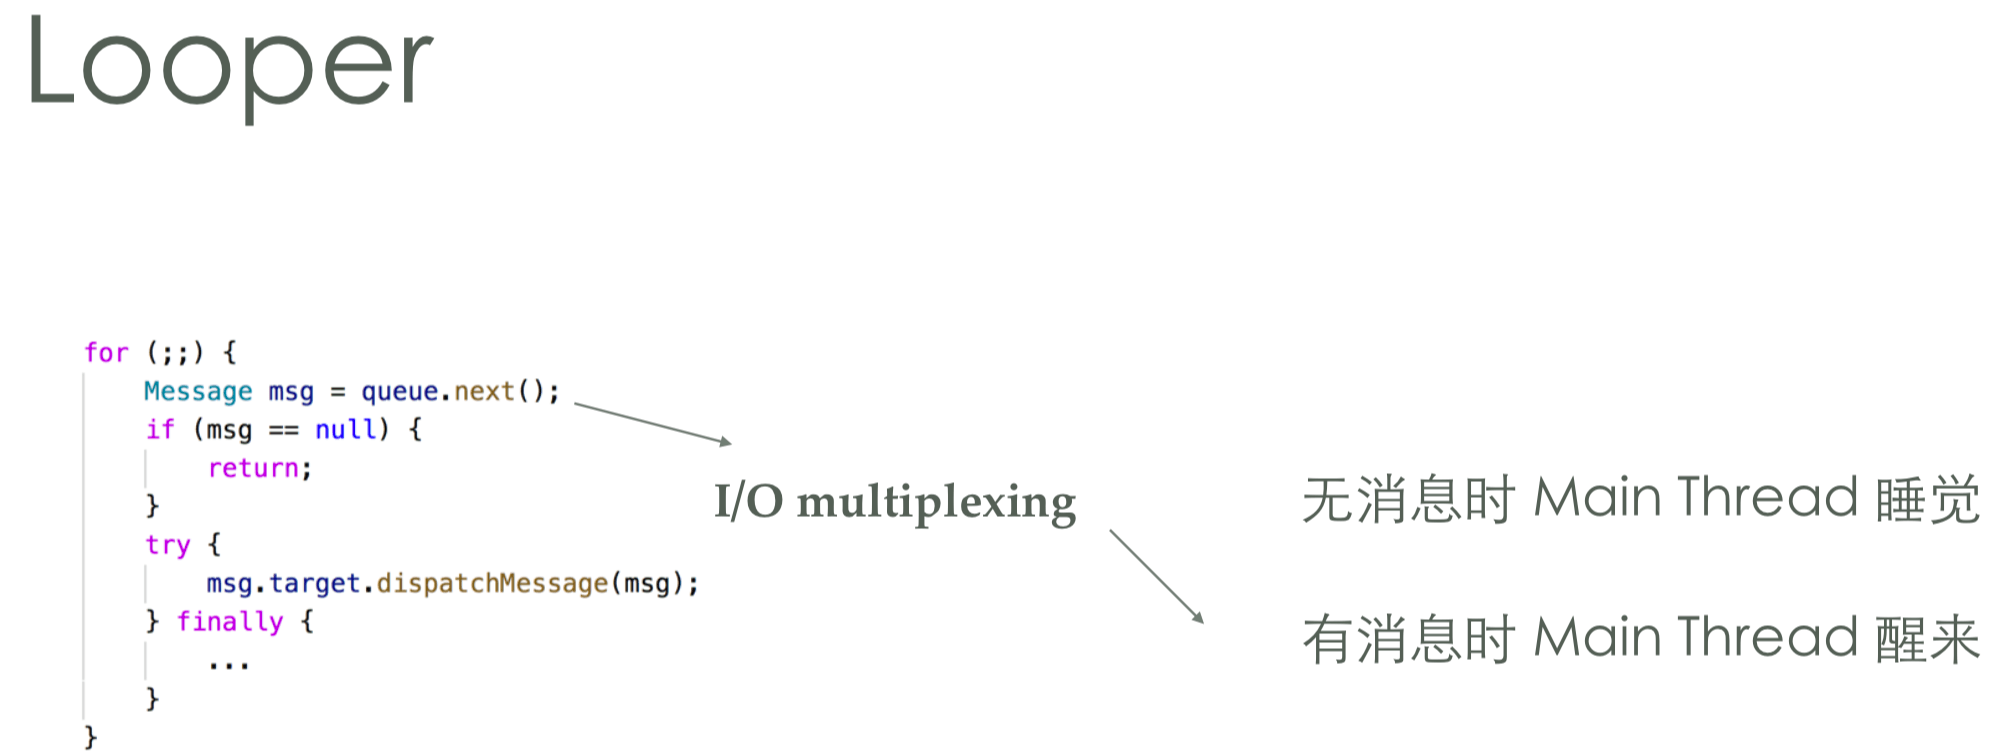 Looper
for (;;) {
    Message msg = queue.next();
    if (msg == null) {
        return;
    }
    try {
        msg.target.dispatchMessage(msg);
    } finally {
        ...
    }
}
I/O multiplexing
无消息时 Main Thread 睡觉
有消息时 Main Thread 醒来